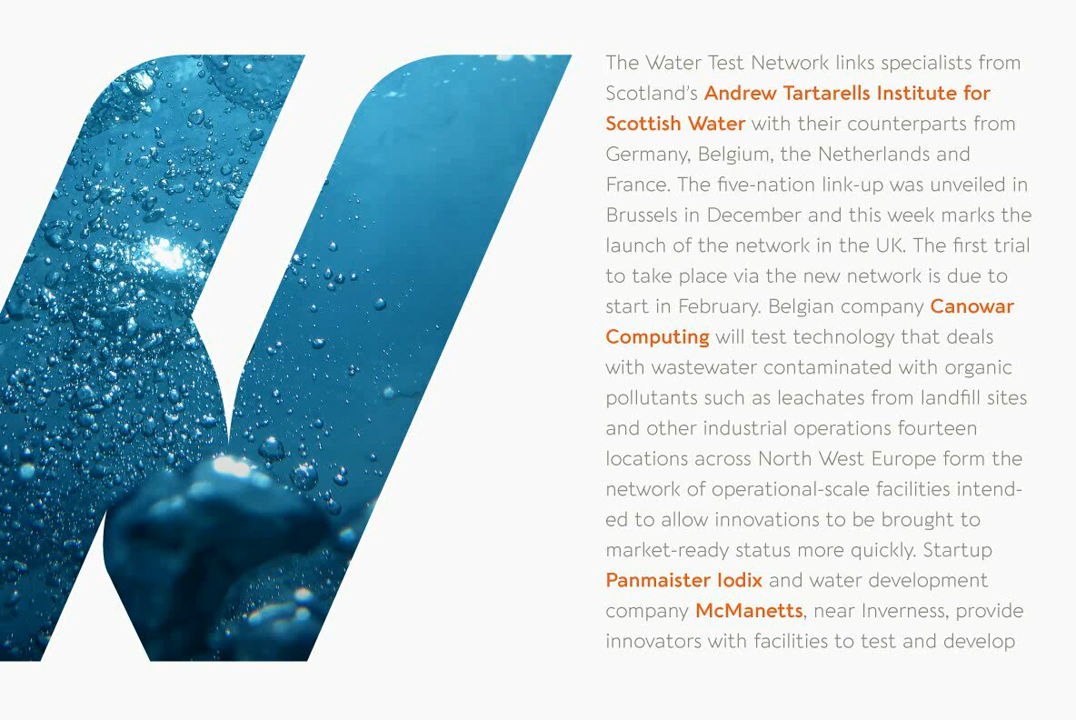 The Water Test Network links specialists from
Scotland's Andrew Tartarells Institute for
Scottish Water with their counterparts from
Germany, Belgium, the Netherlands and
France. The five-nation link-up was unveiled in
Brussels in December and this week marks the
launch of the network in the UK. The first trial
to take place via the new network is due to
start in February. Belgian company Canowar
Computing will test technology that deals
with wastewater contaminated with organic
pollutants such as leachates from landfill sites
and other industrial operations fourteen
locations across North West Europe form the
network of operational-scale facilities intend-
ed to allow innovations to be brought to
market-ready status more quickly. Startup
Panmaister Iodix and water development
company McManetts, near Inverness, provide
innovators with facilities to test and develop